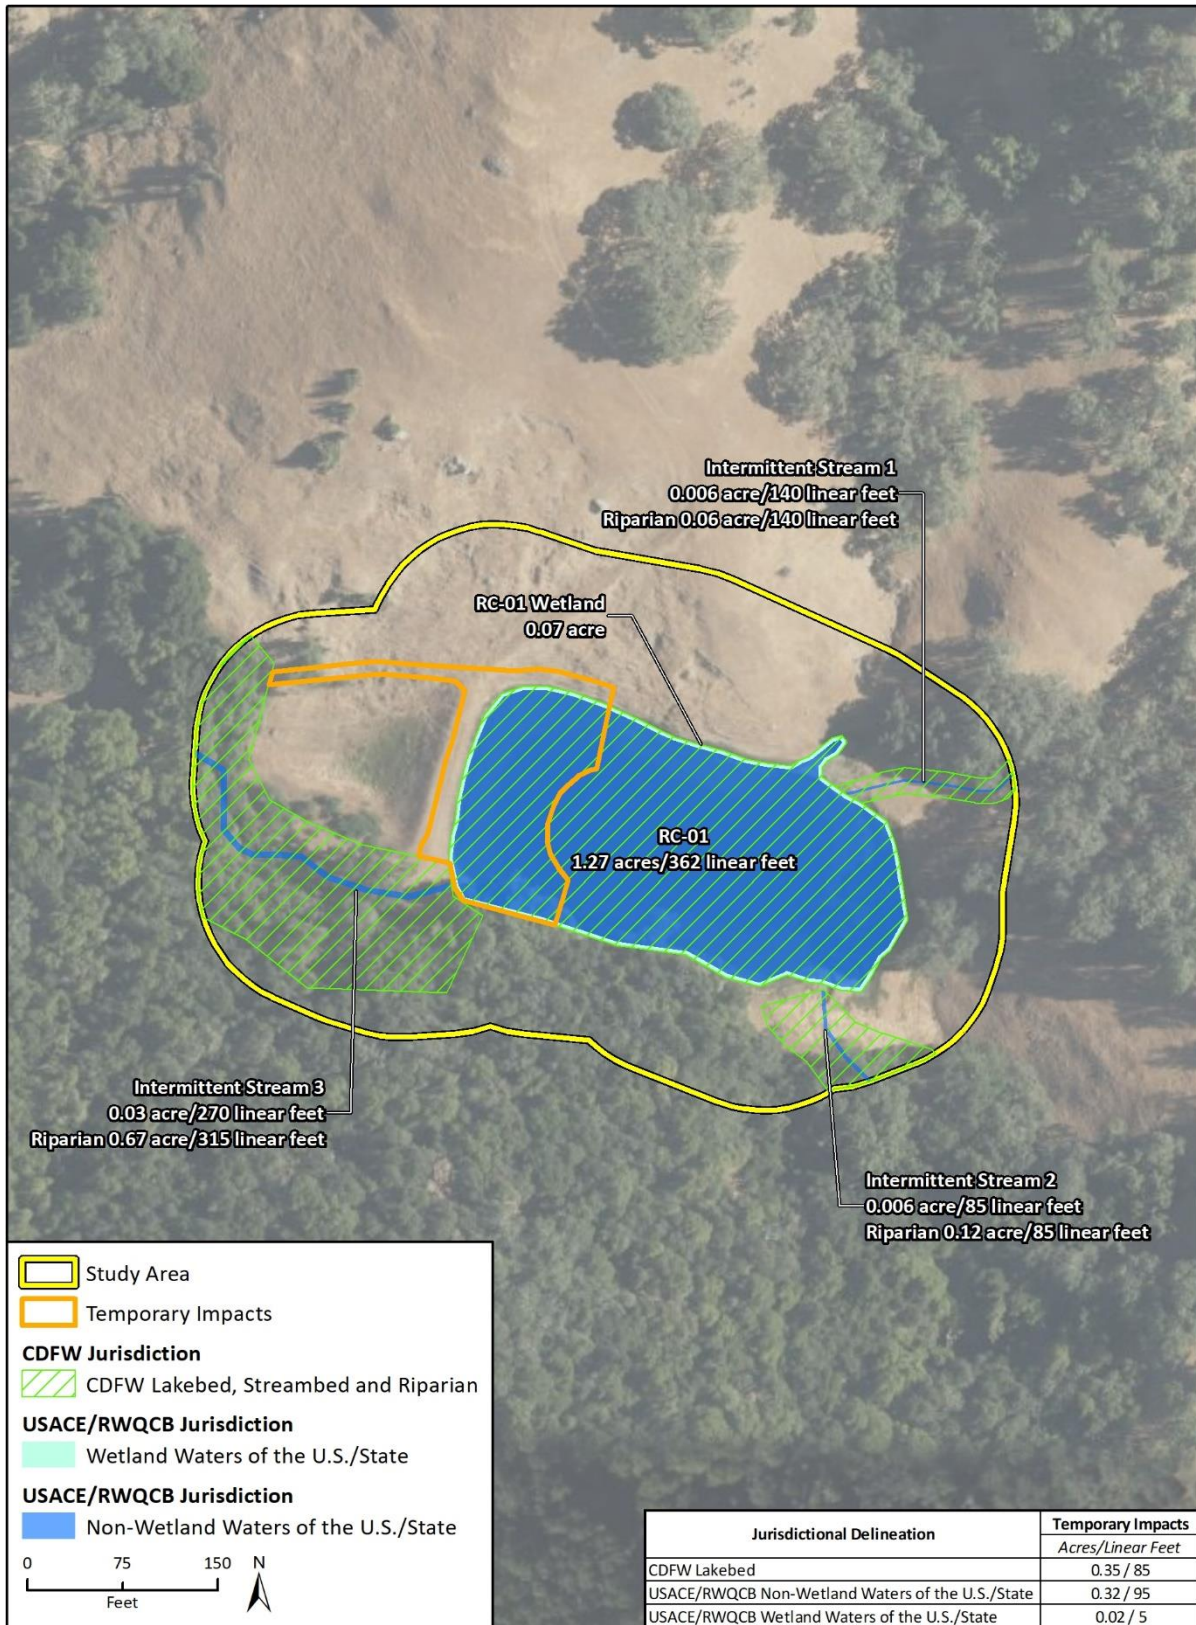 Intermittent Stream 1
0.006 acre/140 linear feet
Riparian 0.06 acre/140 linear feet
RC-01 Wetland
0.07 acre
RC-01
1.27 acres/362 linear feet
Intermittent Stream 3
0.03 acre/270 linear feet
Riparian 0.67 acre/315 linear feet
Intermittent Stream 2
0.006 acre/85 linear feet
Riparian 0.12 acre/85 linear feet
Study Area
Temporary Impacts
CDFW Jurisdiction
CDFW Lakebed, Streambed and Riparian
USACE/RWQCB Jurisdiction
Wetland Waters of the U.S./State
USACE/RWQCB Jurisdiction
Non-Wetland Waters of the U.S./State
0 75 150 N
Feet
Jurisdictional Delineation Temporary Impacts
Acres/Linear Feet
CDFW Lakebed 0.35 / 85
USACE/RWQCB Non-Wetland Waters of the U.S./State 0.32 / 95
USACE/RWQCB Wetland Waters of the U.S./State 0.02 / 5